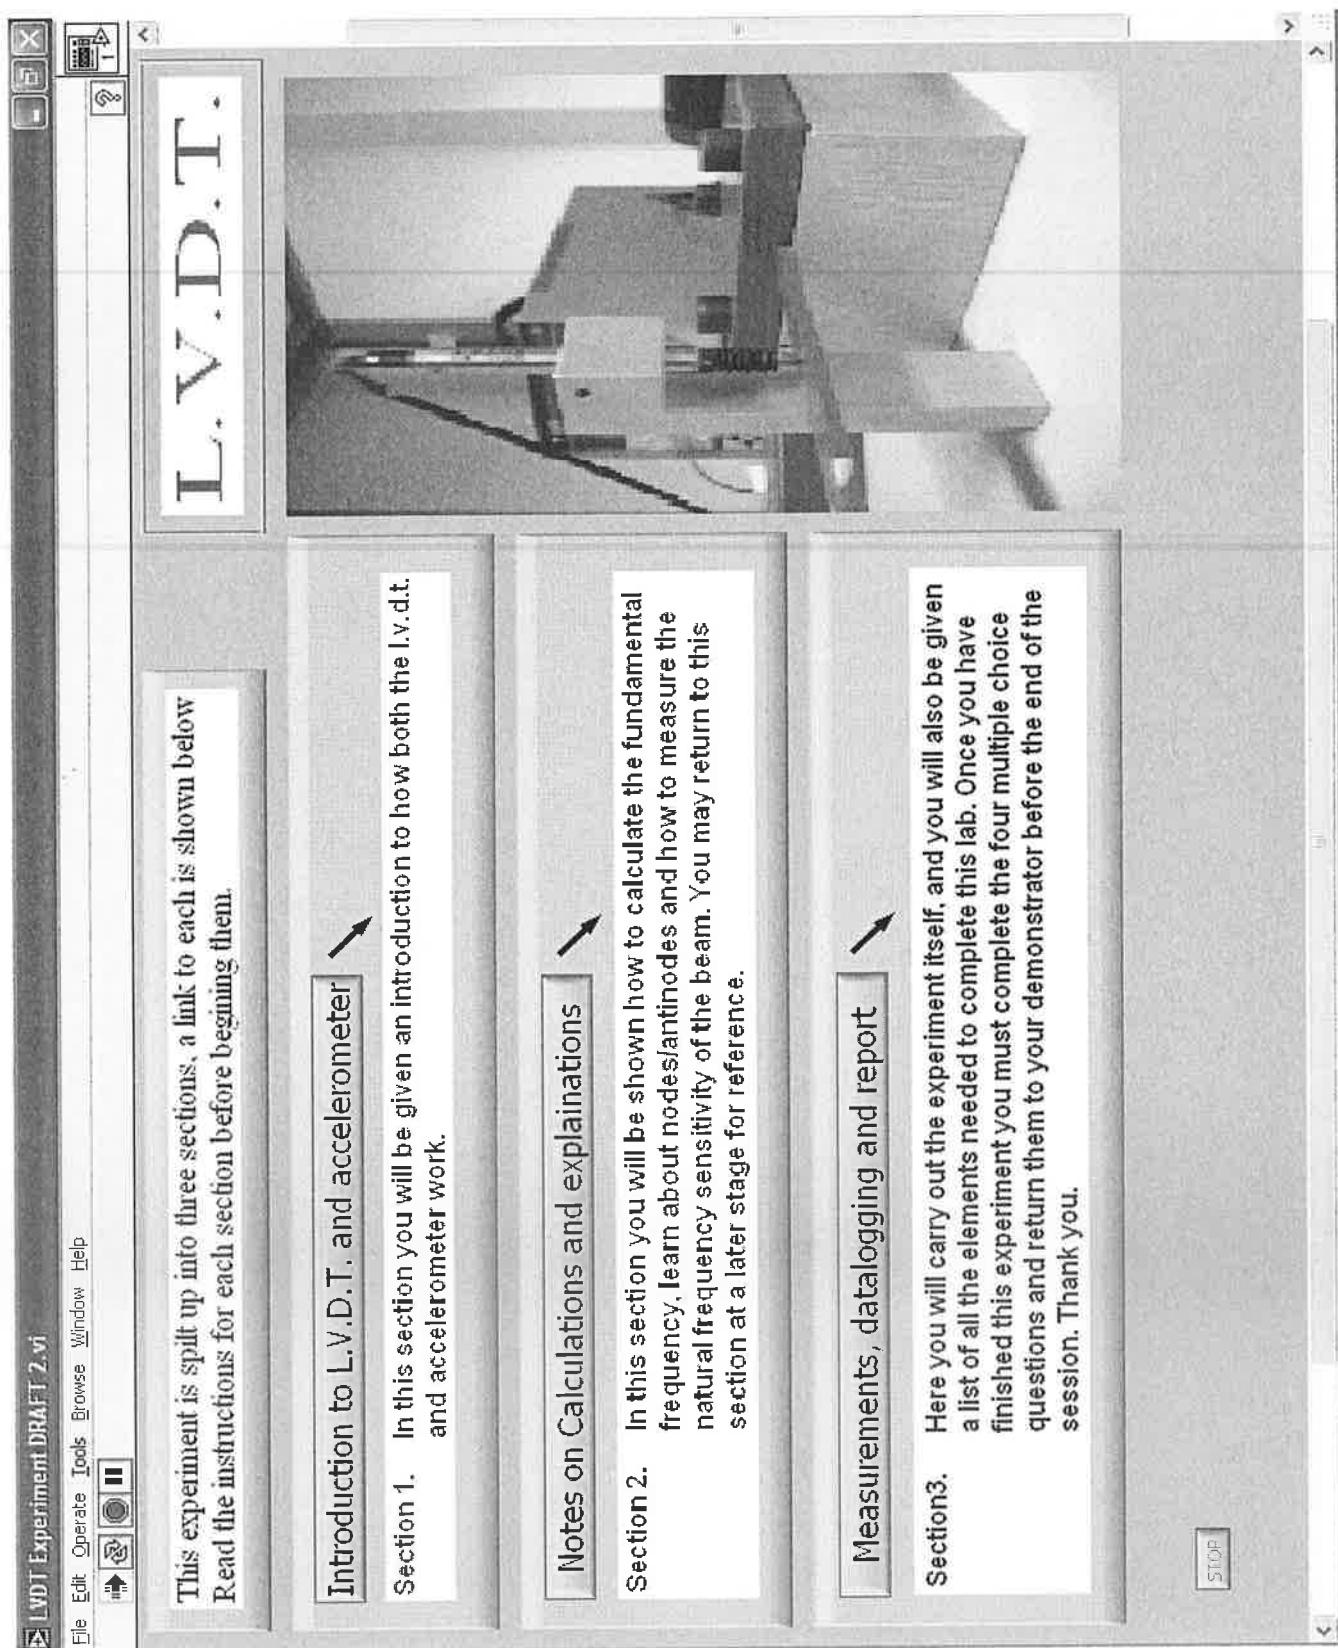 LVDT Experiment DRAFT 2.vi
File Edit Operate Tools Browse Window Help
?
1
L.V.D.T.
This experiment is spilt up into three sections, a link to each is shown below
Read the instructions for each section before begining them.
Introduction to L.V.D.T. and accelerometer
Section 1. In this section you will be given an introduction to how both the l.v.d.t.
and accelerometer work.
Notes on Calculations and explainations
Section 2. In this section you will be shown how to calculate the fundamental
frequency, learn about nodes/antinodes and how to measure the
natural frequency sensitivity of the beam. You may return to this
section at a later stage for reference.
Measurements, datalogging and report
Section3. Here you will carry out the experiment itself, and you will also be given
a list of all the elements needed to complete this lab. Once you have
finished this experiment you must complete the four multiple choice
questions and return them to your demonstrator before the end of the
session. Thank you.
STOP